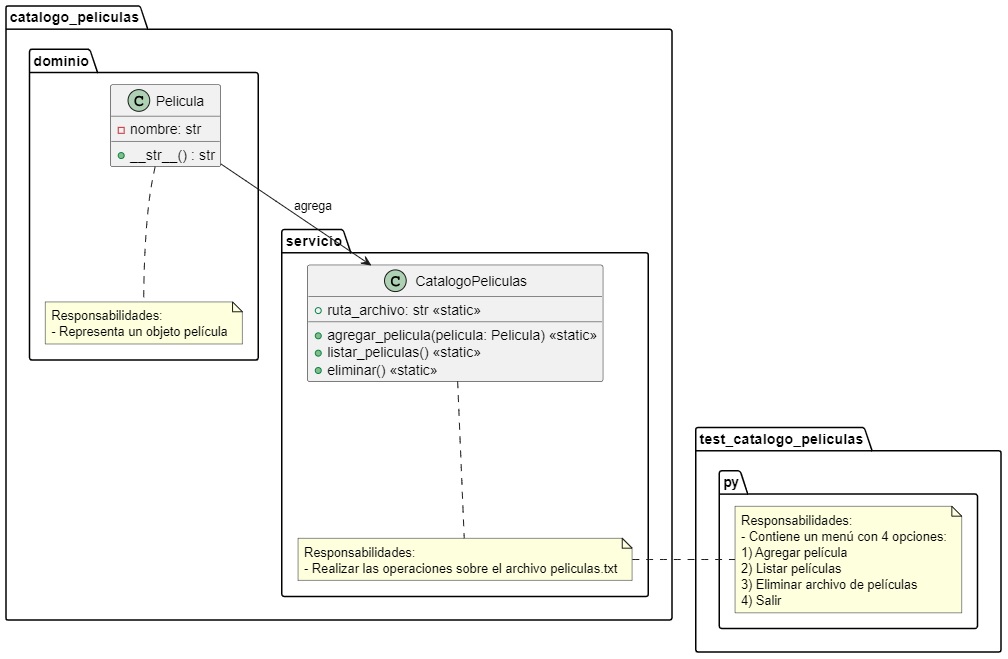 catalogo_peliculas
dominio
C Pelicula
nombre: str
__str__() : str
agrega
Responsabilidades:
- Representa un objeto película
servicio
C CatalogoPeliculas
ruta_archivo: str «static»
agregar_pelicula(pelicula: Pelicula) «static»
listar_peliculas() «static»
eliminar() «static»
Responsabilidades:
- Realizar las operaciones sobre el archivo peliculas.txt
test_catalogo_peliculas
py
Responsabilidades:
- Contiene un menú con 4 opciones:
1) Agregar película
2) Listar películas
3) Eliminar archivo de películas
4) Salir